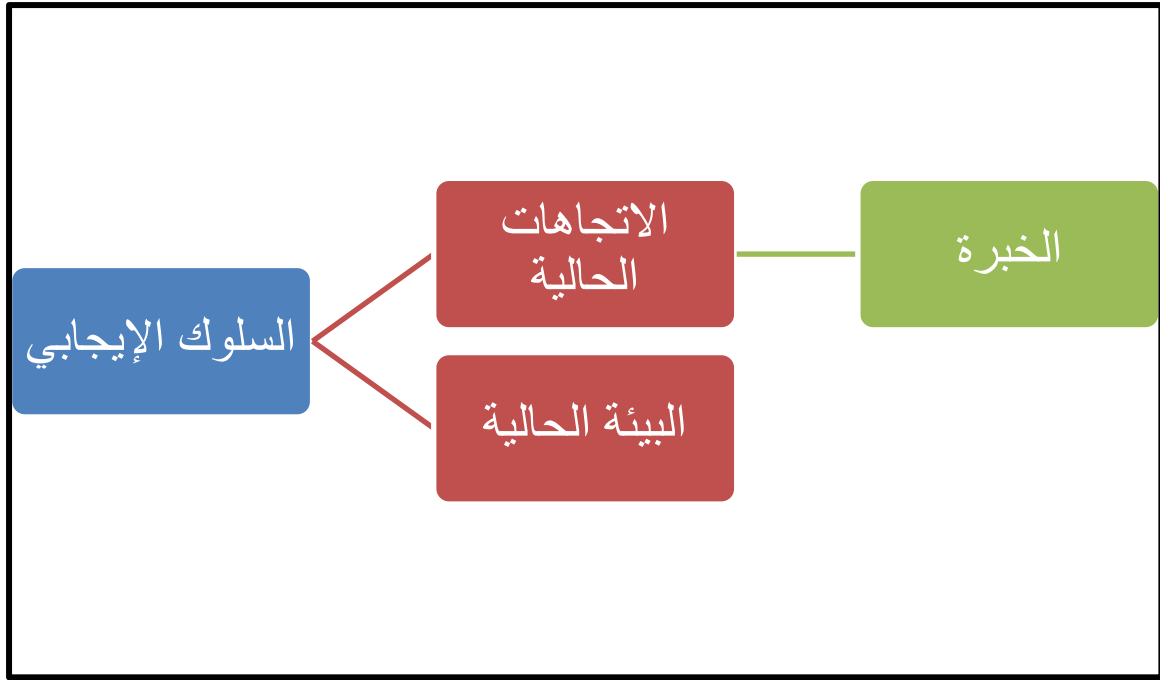 الاتجاهات
الحالية
الخبرة
السلوك الإيجابي
البيئة الحالية